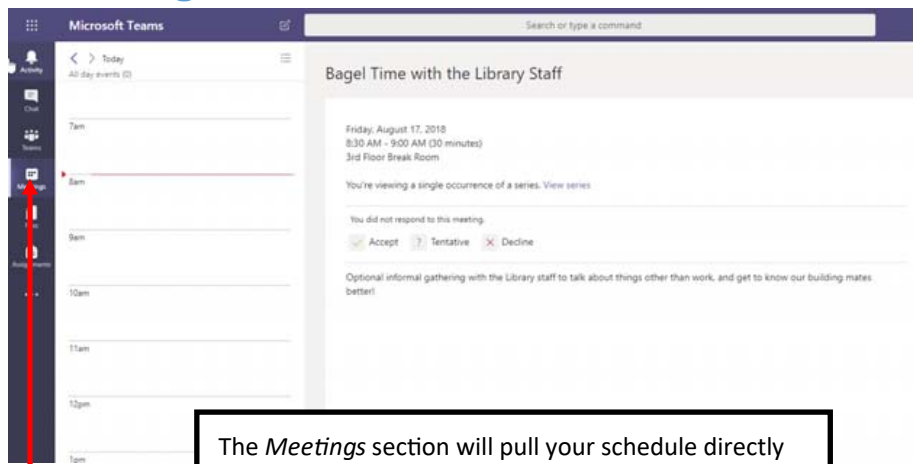 Microsoft Teams
Search or type a command
Activity
Chat
Teams
Meetings
Assignments
Today
All day events (0)
7am
8am
9am
10am
11am
12pm
1pm
Bagel Time with the Library Staff
Friday, August 17, 2018
8:30 AM - 9:00 AM (30 minutes)
3rd Floor Break Room
You're viewing a single occurrence of a series. View series
You did not respond to this meeting.
Accept ? Tentative Decline
Optional informal gathering with the Library staff to talk about things other than work, and get to know our building mates
better!
The Meetings section will pull your schedule directly